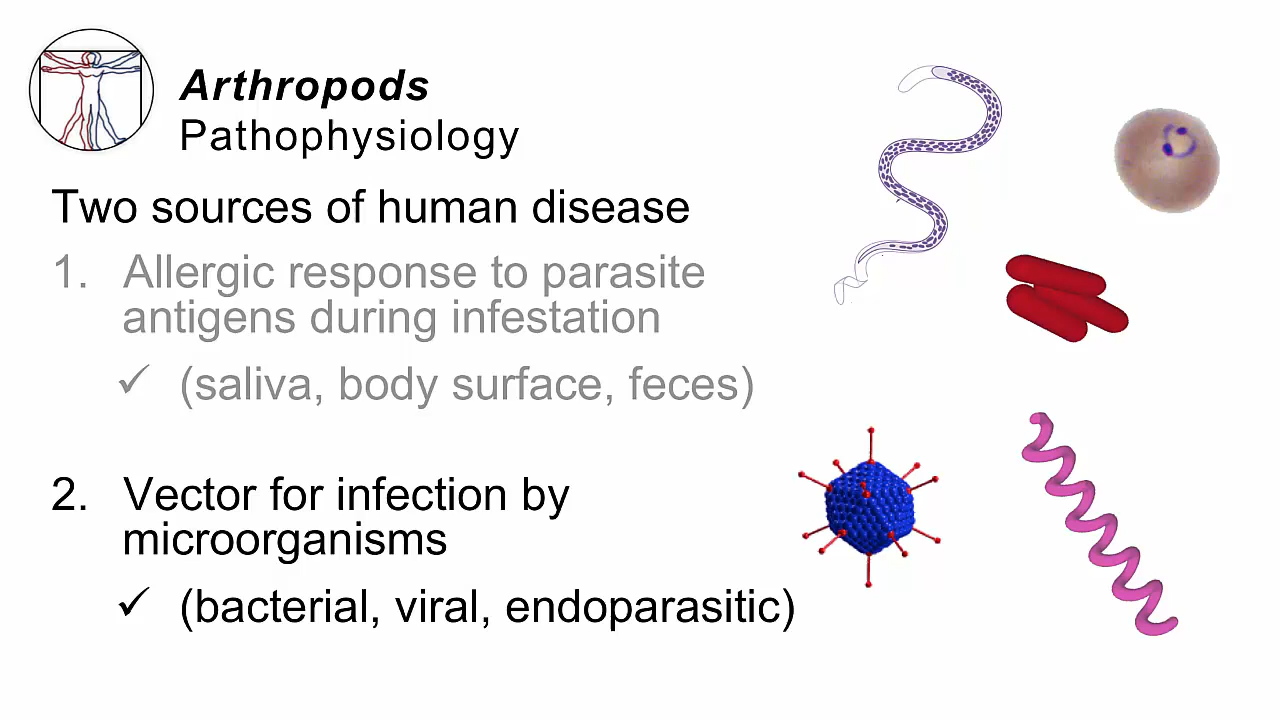 Arthropods
Pathophysiology
Two sources of human disease
1. Allergic response to parasite
antigens during infestation
✓ (saliva, body surface, feces)
2. Vector for infection by
microorganisms
✓ (bacterial, viral, endoparasitic)